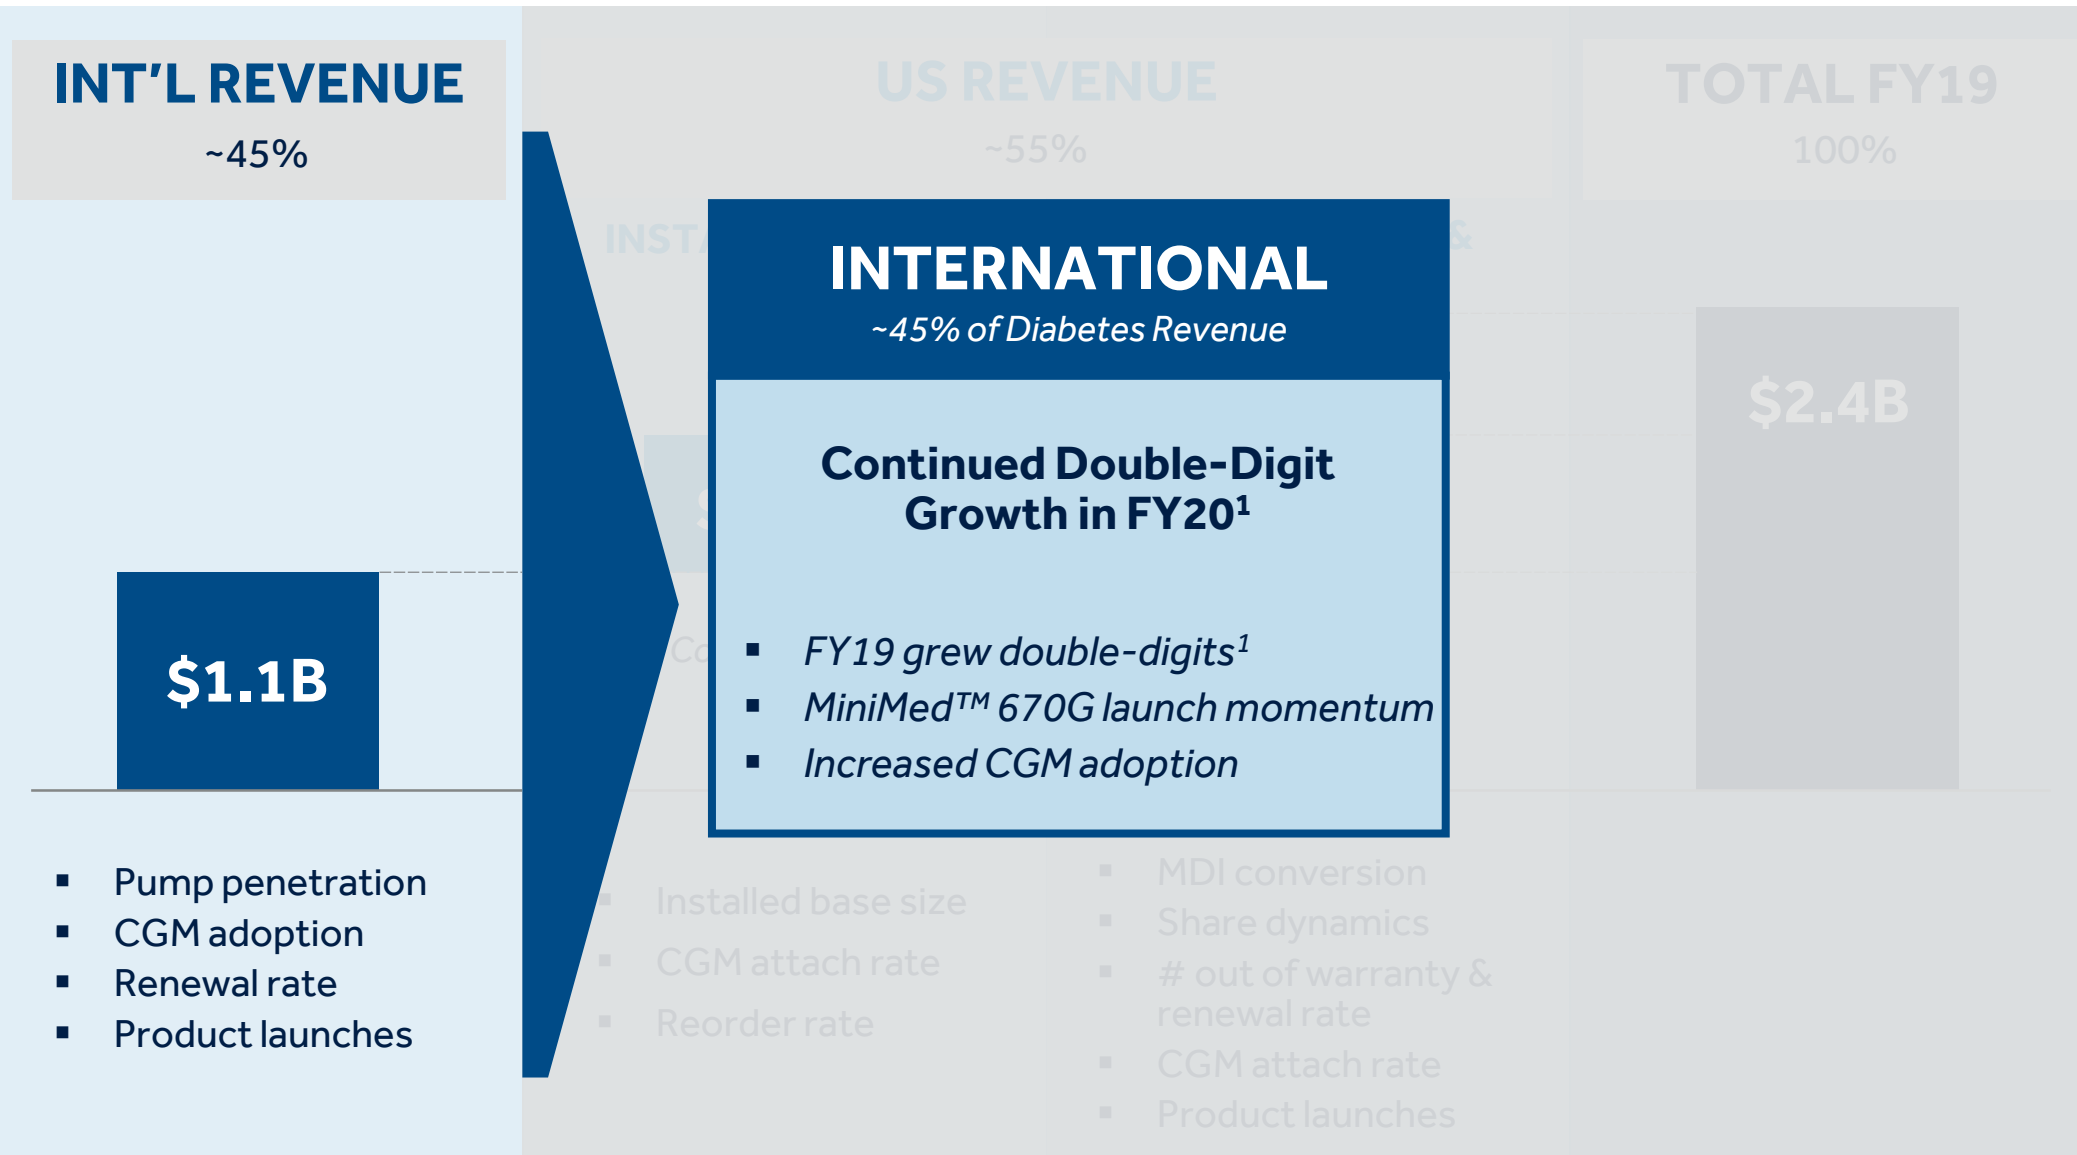 INT’L REVENUE
~45%
US REVENUE
~55%
TOTAL FY19
100%
INTERNATIONAL
~45% of Diabetes Revenue
&
Continued Double-Digit
Growth in FY20¹
▪ FY19 grew double-digits¹
▪ MiniMed™ 670G launch momentum
▪ Increased CGM adoption
$1.1B
$2.4B
▪ Pump penetration
▪ CGM adoption
▪ Renewal rate
▪ Product launches
▪ Installed base size
▪ CGM attach rate
▪ Reorder rate
▪ MDI conversion
▪ Share dynamics
▪ # out of warranty &
renewal rate
▪ CGM attach rate
▪ Product launches